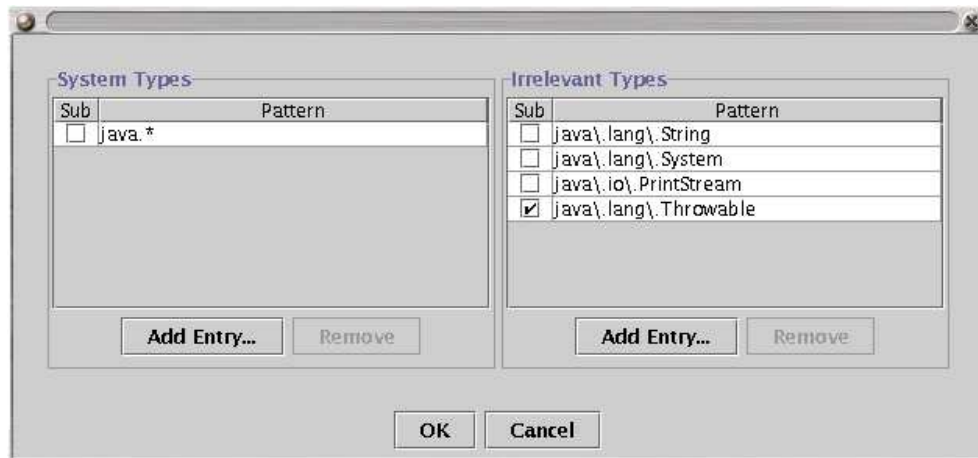 System Types
Sub Pattern
java.*
Add Entry... Remove
Irrelevant Types
Sub Pattern
java\.lang\.String
java\.lang\.System
java\.io\.PrintStream
java\.lang\.Throwable
Add Entry... Remove
OK Cancel